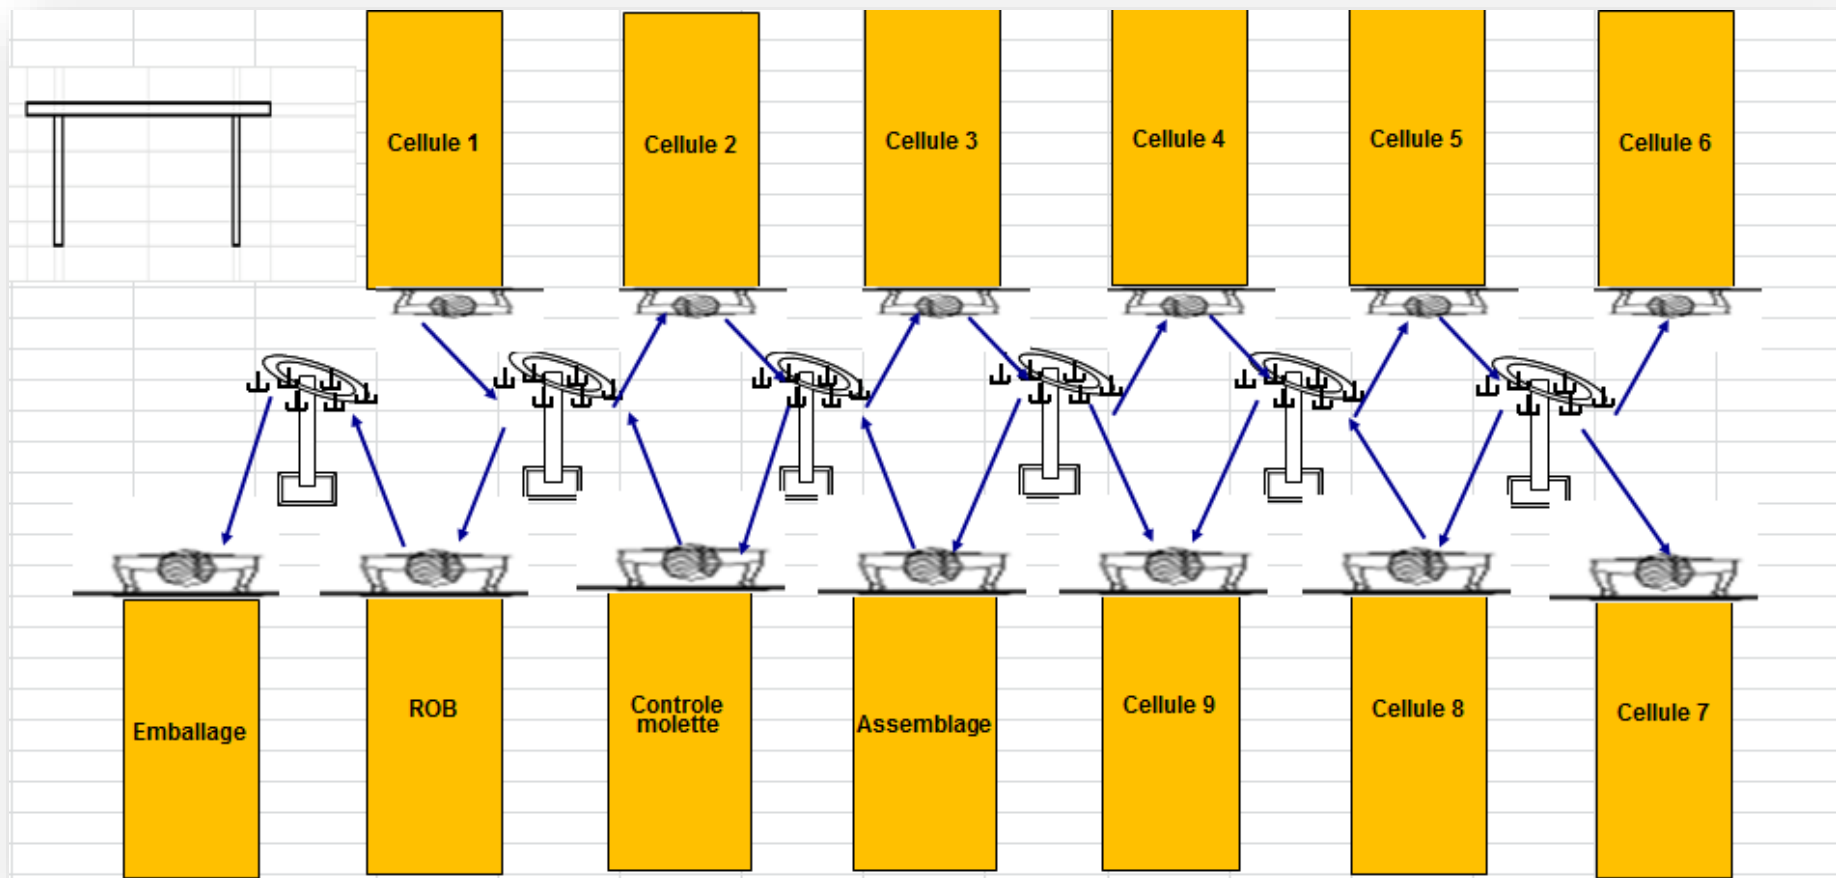 Cellule 1
Cellule 2
Cellule 3
Cellule 4
Cellule 5
Cellule 6
Emballage
ROB
Controle
molette
Assemblage
Cellule 9
Cellule 8
Cellule 7